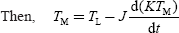 Then, T_M = T_L − J d(KT_M)/dt